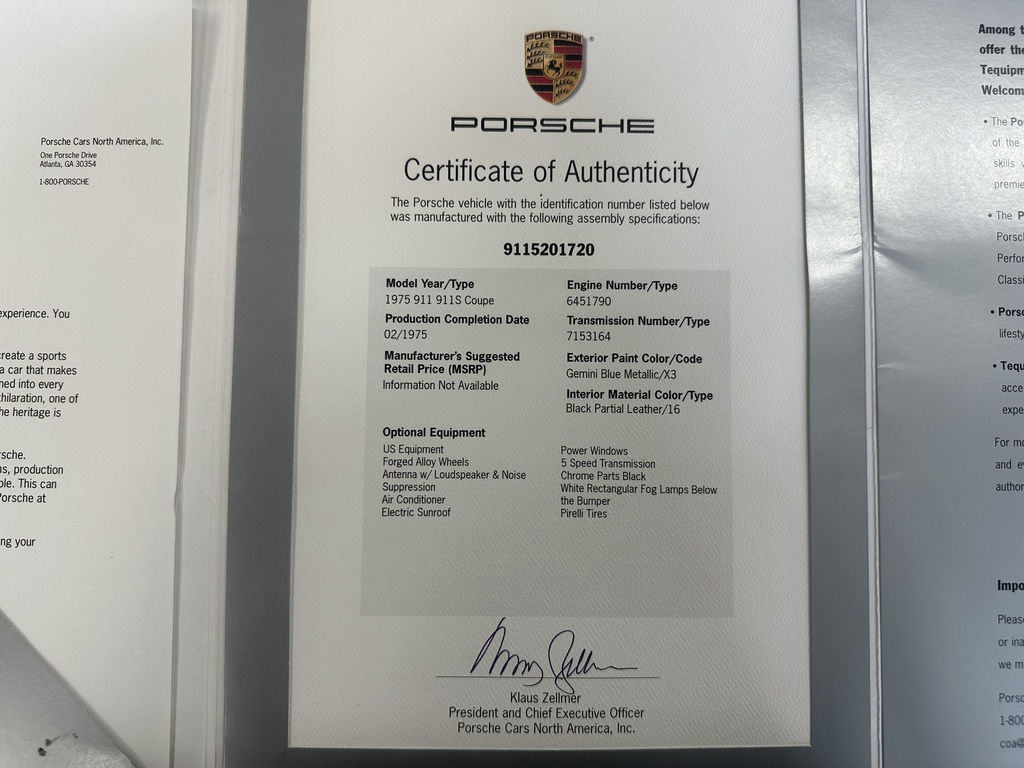 Porsche Cars North America, Inc.
One Porsche Drive
Atlanta, GA 30354
1-800-PORSCHE
experience. You
create a sports
a car that makes
ned into every
hilaration, one of
he heritage is
rsche.
ns, production
ble. This can
Porsche at
ng your
PORSCHE
PORSCHE
Certificate of Authenticity
The Porsche vehicle with the identification number listed below
was manufactured with the following assembly specifications:
9115201720
Model Year/Type
1975 911 911S Coupe
Production Completion Date
02/1975
Manufacturer's Suggested
Retail Price (MSRP)
Information Not Available
Engine Number/Type
6451790
Transmission Number/Type
7153164
Exterior Paint Color/Code
Gemini Blue Metallic/X3
Interior Material Color/Type
Black Partial Leather/16
Optional Equipment
US Equipment
Forged Alloy Wheels
Antenna w/ Loudspeaker & Noise
Suppression
Air Conditioner
Electric Sunroof
Power Windows
5 Speed Transmission
Chrome Parts Black
White Rectangular Fog Lamps Below
the Bumper
Pirelli Tires
Klaus Zellmer
President and Chief Executive Officer
Porsche Cars North America, Inc.
Among t
offer the
Tequipm
Welcom
• The Po
of the
skills v
premie
• The P
Porsch
Perfor
Classi
• Porsc
lifesty
• Tequ
acce
expe
For mo
and e
author
Impo
Pleas
or ina
we m
Porsc
1-800
coa@